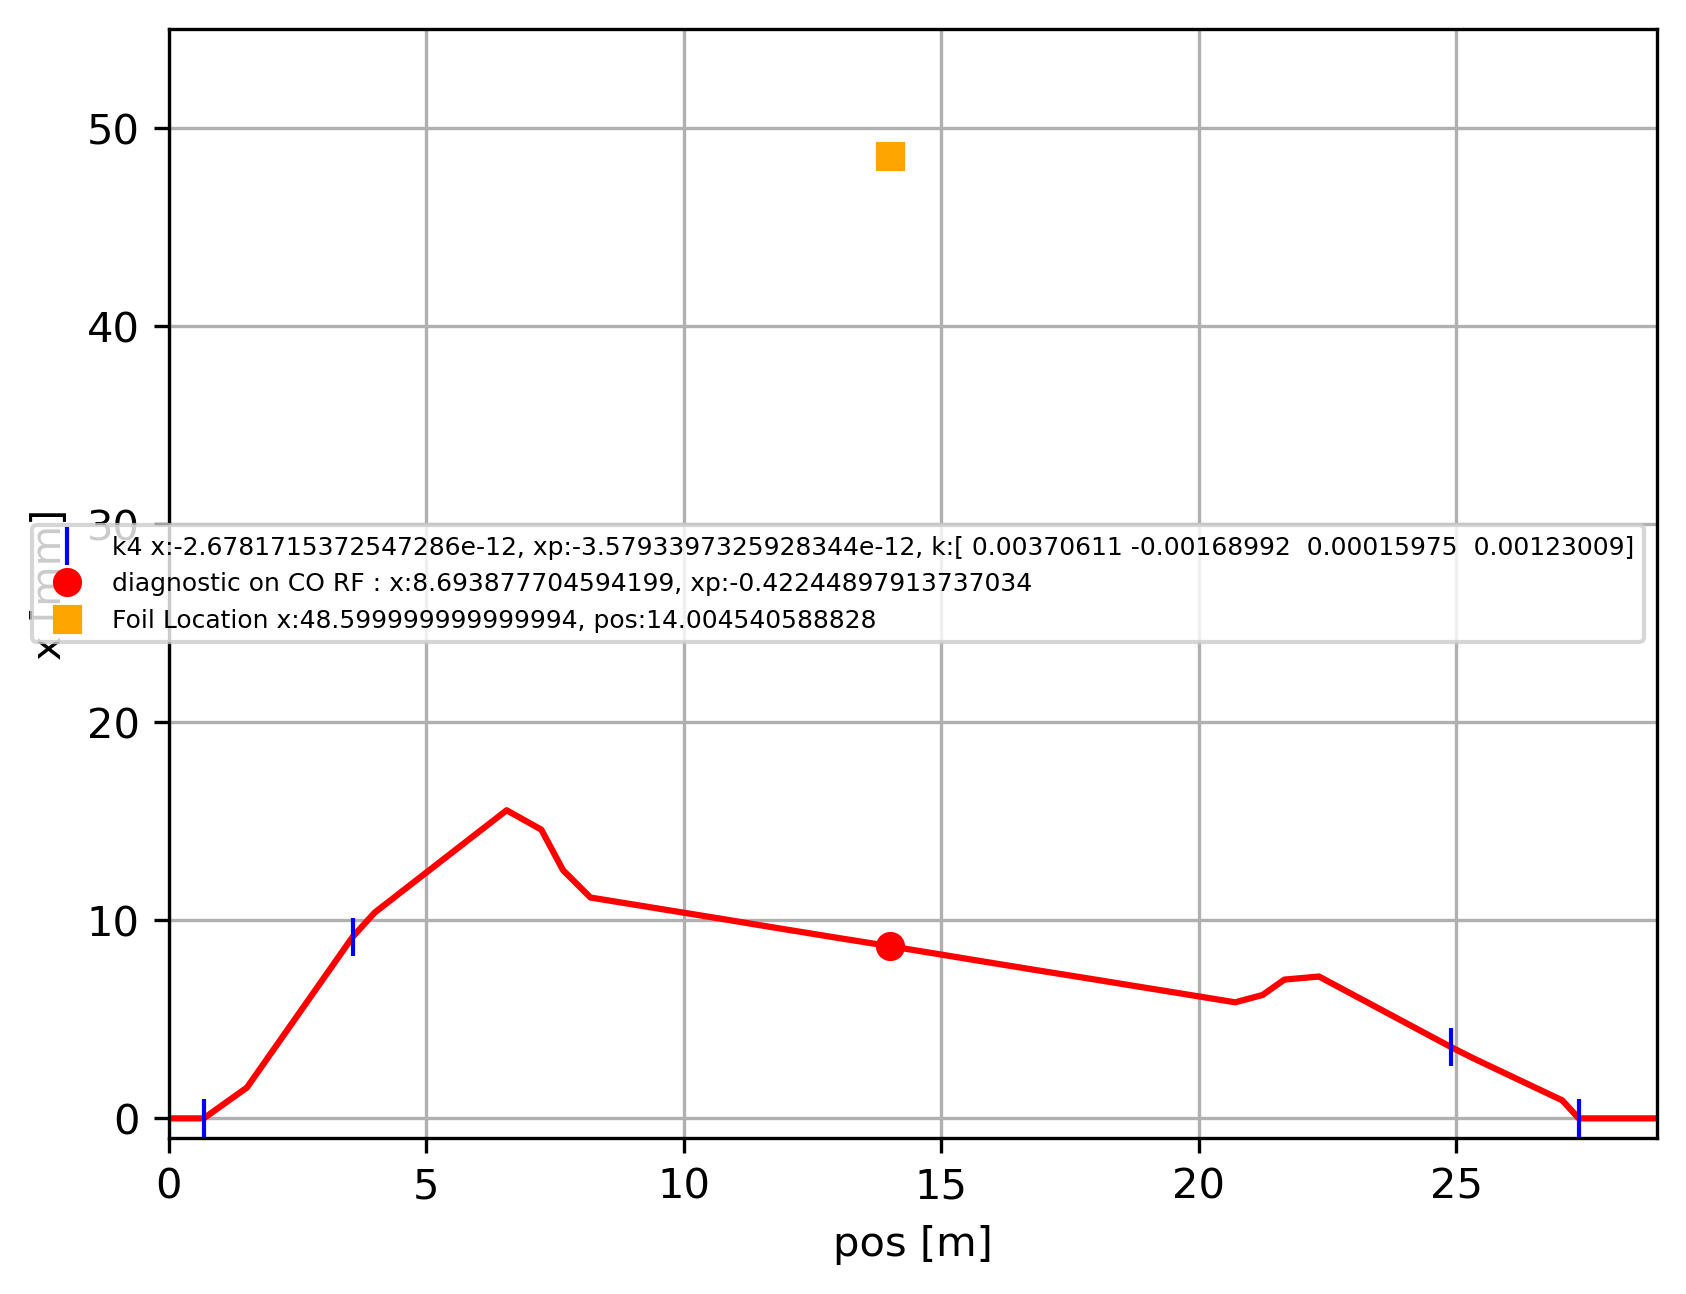 50
40
30
20
10
0
x [mm]
k4 x:-2.6781715372547286e-12, xp:-3.5793397325928344e-12, k:[ 0.00370611 -0.00168992  0.00015975  0.00123009]
diagnostic on CO RF : x:8.693877704594199, xp:-0.42244897913737034
Foil Location x:48.599999999999994, pos:14.004540588828
0 5 10 15 20 25
pos [m]